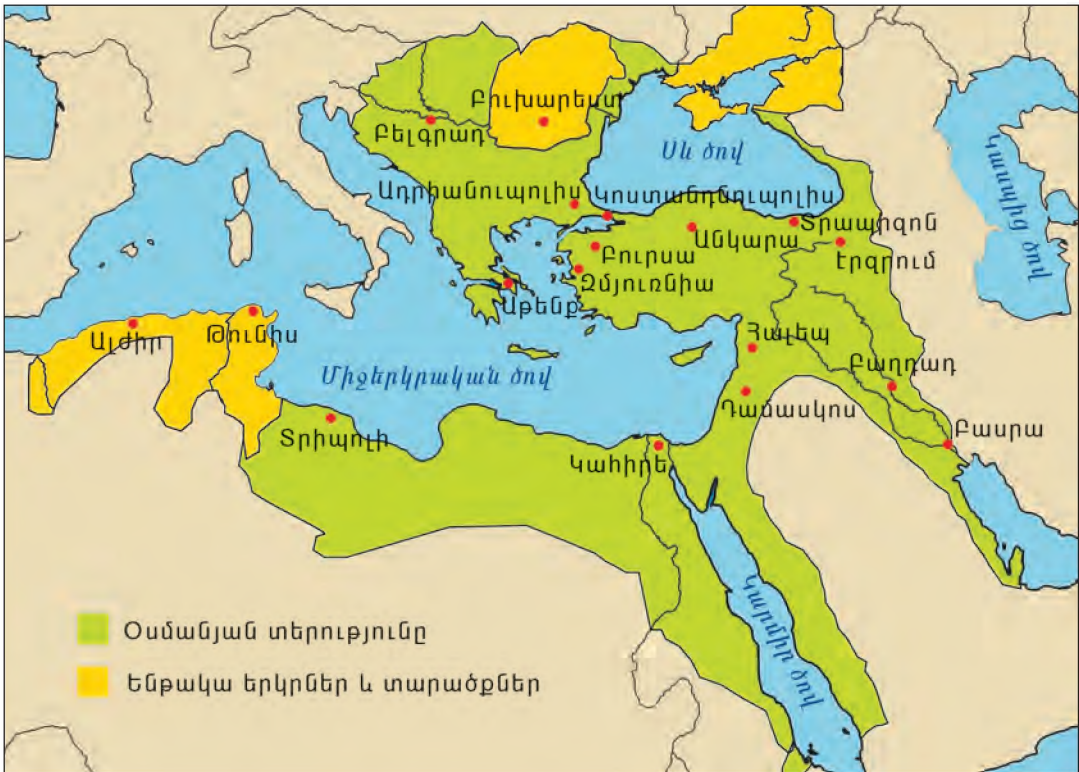 Բուխարեստ
Բելգրադ
Սև ծով
Կասպից ծով
Ադրիանուպոլիս
Կոստանդնուպոլիս
Տրապիզոն
Անկարա
Էրզրում
Բուրսա
Զմյուռնիա
Աթենք
Ալժիր
Թունիս
Հալեպ
Միջերկրական ծով
Բաղդադ
Դամասկոս
Տրիպոլի
Բասրա
Կահիրե
Կարմիր ծով
Օսմանյան տերությունը
Ենթակա երկրներ և տարածքներ